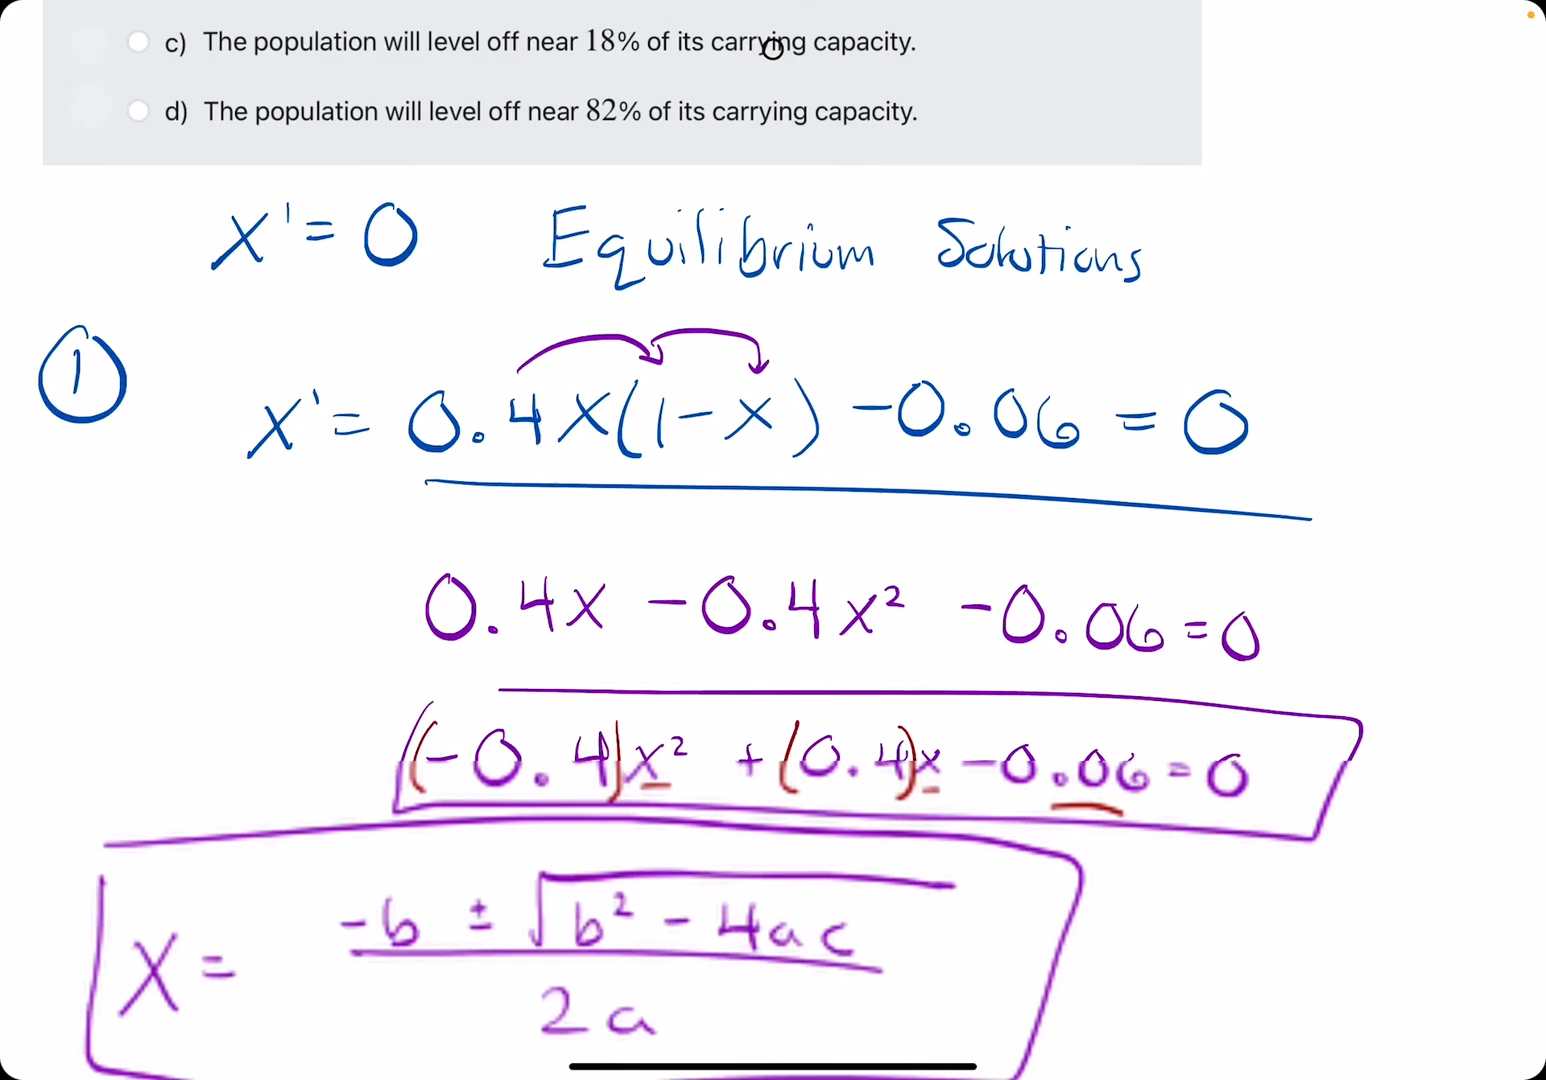 c) The population will level off near 18% of its carrying capacity.
d) The population will level off near 82% of its carrying capacity.
x' = 0 Equilibrium Solutions
1
x' = 0.4x(1-x) -0.06 = 0
0.4x - 0.4x² - 0.06 = 0
(-0.4)x² + (0.4)x - 0.06 = 0
x = -b ± √b² - 4ac
2a